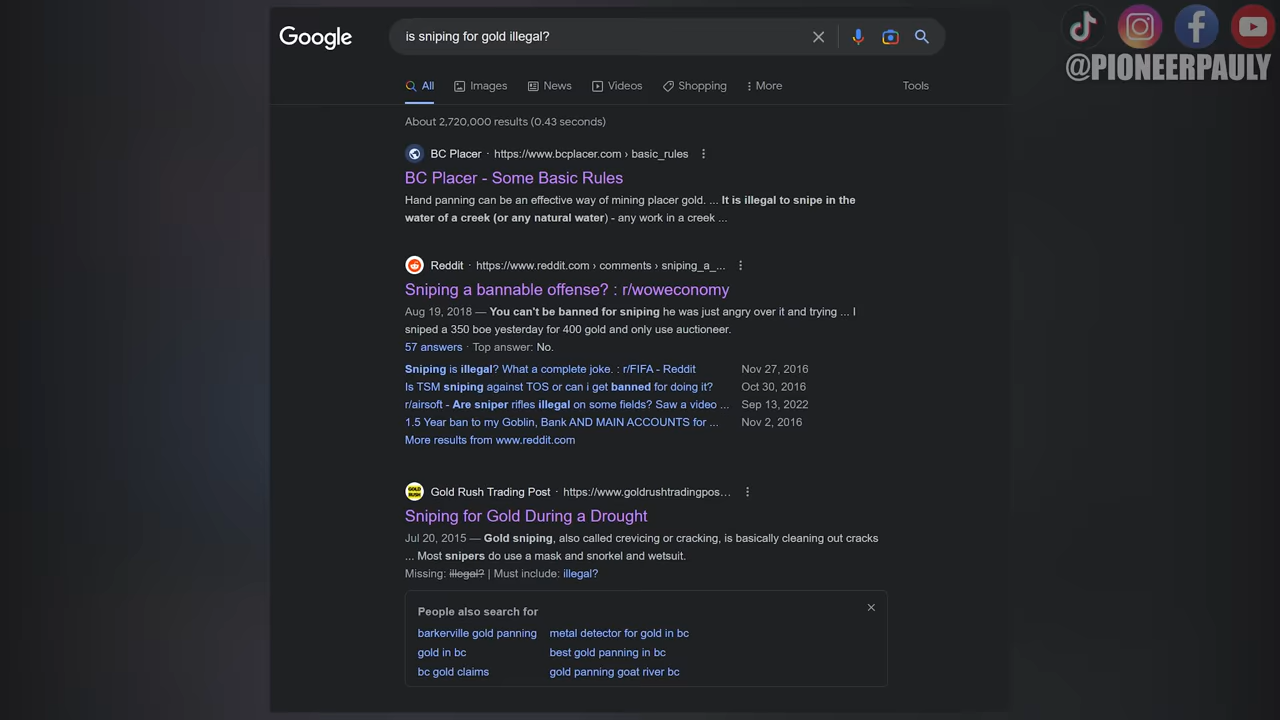 Google
is sniping for gold illegal?
@PIONEERPAULY
All Images News Videos Shopping More Tools
About 2,720,000 results (0.43 seconds)
BC Placer · https://www.bcplacer.com › basic_rules
BC Placer - Some Basic Rules
Hand panning can be an effective way of mining placer gold. ... It is illegal to snipe in the
water of a creek (or any natural water) - any work in a creek ...
Reddit · https://www.reddit.com › comments › sniping_a_...
Sniping a bannable offense? : r/woweconomy
Aug 19, 2018 — You can't be banned for sniping he was just angry over it and trying ... I
sniped a 350 boe yesterday for 400 gold and only use auctioneer.
57 answers · Top answer: No.
Sniping is illegal? What a complete joke. : r/FIFA - Reddit Nov 27, 2016
Is TSM sniping against TOS or can i get banned for doing it? Oct 30, 2016
r/airsoft - Are sniper rifles illegal on some fields? Saw a video ... Sep 13, 2022
1.5 Year ban to my Goblin, Bank AND MAIN ACCOUNTS for ... Nov 2, 2016
More results from www.reddit.com
GOLD RUSH
Gold Rush Trading Post · https://www.goldrushtradingpos...
Sniping for Gold During a Drought
Jul 20, 2015 — Gold sniping, also called crevicing or cracking, is basically cleaning out cracks
... Most snipers do use a mask and snorkel and wetsuit.
Missing: illegal? | Must include: illegal?
People also search for
barkerville gold panning metal detector for gold in bc
gold in bc best gold panning in bc
bc gold claims gold panning goat river bc